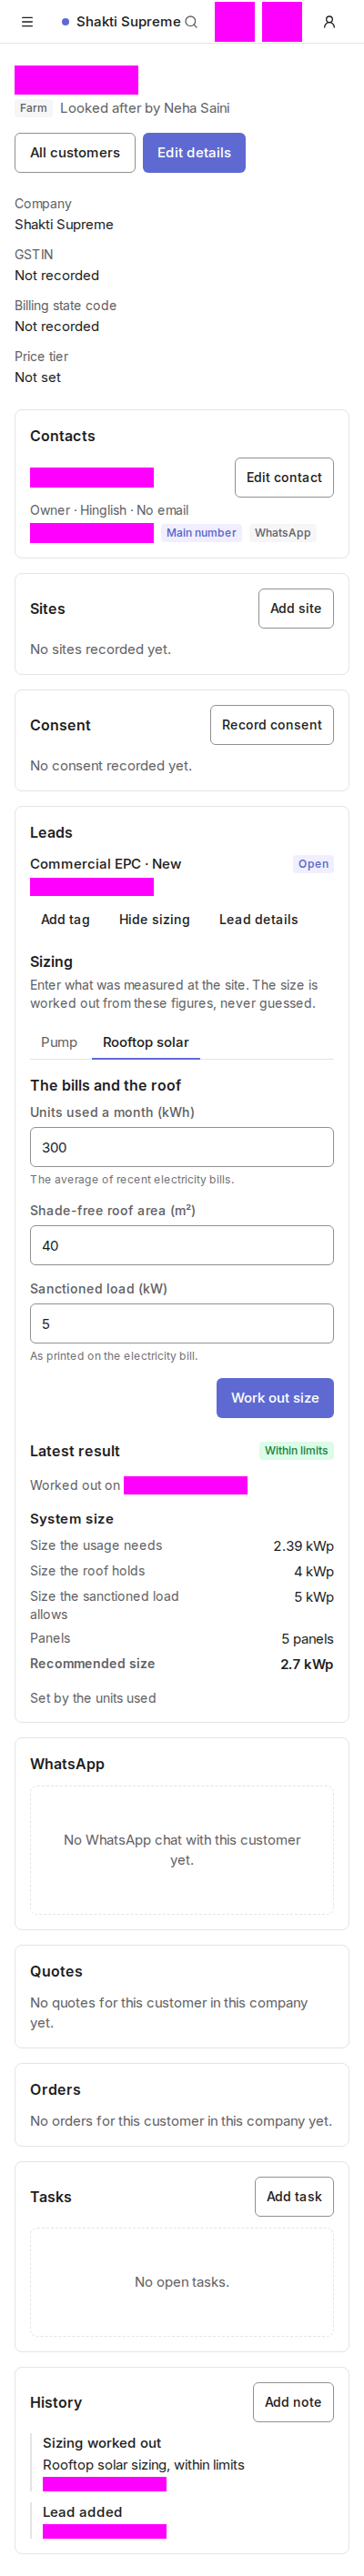 Shakti Supreme
Farm Looked after by Neha Saini
All customers Edit details
Company
Shakti Supreme
GSTIN
Not recorded
Billing state code
Not recorded
Price tier
Not set
Contacts
Edit contact
Owner · Hinglish · No email
Main number WhatsApp
Sites Add site
No sites recorded yet.
Consent Record consent
No consent recorded yet.
Leads
Commercial EPC · New Open
Add tag Hide sizing Lead details
Sizing
Enter what was measured at the site. The size is
worked out from these figures, never guessed.
Pump Rooftop solar
The bills and the roof
Units used a month (kWh)
300
The average of recent electricity bills.
Shade-free roof area (m²)
40
Sanctioned load (kW)
5
As printed on the electricity bill.
Work out size
Latest result Within limits
Worked out on
System size
Size the usage needs 2.39 kWp
Size the roof holds 4 kWp
Size the sanctioned load 5 kWp
allows
Panels 5 panels
Recommended size 2.7 kWp
Set by the units used
WhatsApp
No WhatsApp chat with this customer
yet.
Quotes
No quotes for this customer in this company
yet.
Orders
No orders for this customer in this company yet.
Tasks Add task
No open tasks.
History Add note
Sizing worked out
Rooftop solar sizing, within limits
Lead added